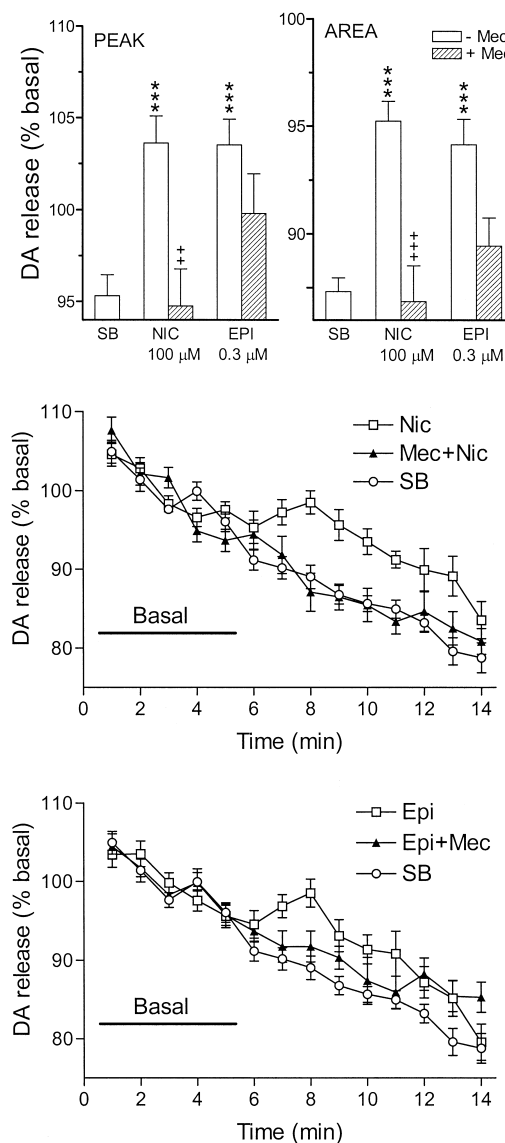 PEAK
AREA
- Mec
+ Mec
DA release (% basal)
110
105
100
95
***
++
***
SB
NIC
100 μM
EPI
0.3 μM
100
95
90
***
+++
***
SB
NIC
100 μM
EPI
0.3 μM
DA release (% basal)
110
100
90
80
Nic
Mec+Nic
SB
Basal
0 2 4 6 8 10 12 14
Time (min)
DA release (% basal)
110
100
90
80
Epi
Epi+Mec
SB
Basal
0 2 4 6 8 10 12 14
Time (min)